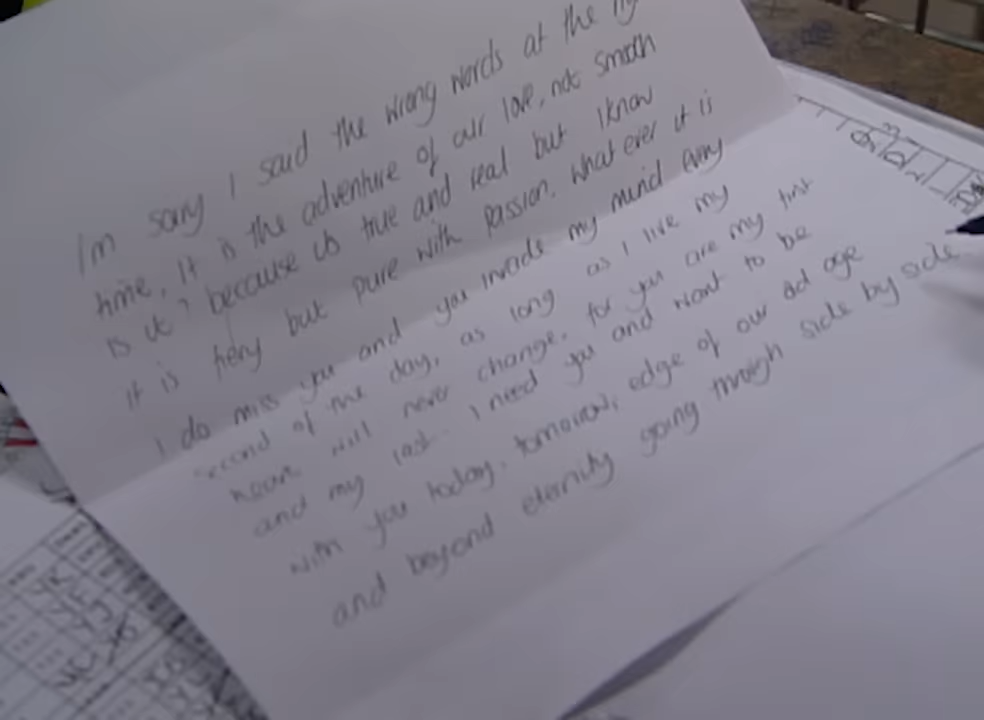 Im sorry I said the wrong words at the
time. It is the adventure of our love, not smooth
is it? because its true and real but I know
it is fiery but pure with passion. What ever it is
I do miss you and you invade my mind every
second of the day, as long as I live my
heart will never change, for you are my first
and my last. I need you and want to be
with you today, tomorrow, edge of our old age
and beyond eternity going through side by side